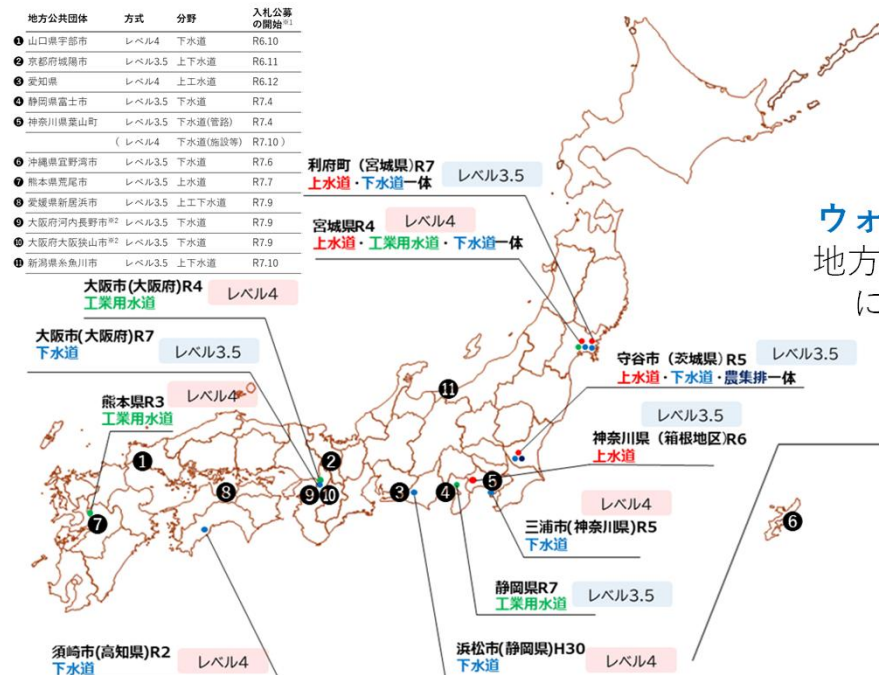 地方公共団体 方式 分野 入札公募の開始※1
❶ 山口県宇部市 レベル4 下水道 R6.10
❷ 京都府城陽市 レベル3.5 上下水道 R6.11
❸ 愛知県 レベル4 上工水道 R6.12
❹ 静岡県富士市 レベル3.5 下水道 R7.4
❺ 神奈川県葉山町 レベル3.5 下水道(管路) R7.4
( レベル4 下水道(施設等) R7.10 )
❻ 沖縄県宜野湾市 レベル3.5 下水道 R7.6
❼ 熊本県荒尾市 レベル3.5 上水道 R7.7
❽ 愛媛県新居浜市 レベル3.5 上工下水道 R7.9
❾ 大阪府河内長野市※2 レベル3.5 下水道 R7.9
❿ 大阪府大阪狭山市※2 レベル3.5 下水道 R7.9
⓫ 新潟県糸魚川市 レベル3.5 上下水道 R7.10
利府町（宮城県)R7 レベル3.5
上水道・下水道一体
宮城県R4 レベル4
上水道・工業用水道・下水道一体
ウォ
地方
に
大阪市(大阪府)R4 レベル4
工業用水道
大阪市(大阪府)R7 レベル3.5
下水道
熊本県R3 レベル4
工業用水道
守谷市（茨城県）R5 レベル3.5
上水道・下水道・農集排一体
レベル3.5
神奈川県（箱根地区)R6
上水道
レベル4
三浦市(神奈川県)R5
下水道
静岡県R7 レベル3.5
工業用水道
浜松市(静岡県)H30 レベル4
下水道
須崎市(高知県)R2 レベル4
下水道
❶
❷
❸
❹
❺
❻
❼
❽
❾
❿
⓫